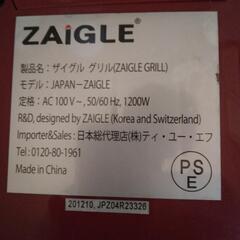 ZAiGLE
製品名：ザイグル グリル(ZAIGLE GRILL)
モデル：JAPAN－ZAIGLE
定格：AC 100 V ~ , 50/60 Hz, 1200W
R&D, designed by ZAIGLE (Korea and Switzerland)
Importer&Sales : 日本総代理店(株)ティ・ユー・エフ
Tel : 0120-80-1961
Made in China
PS
E
201210, JPZ04R23326